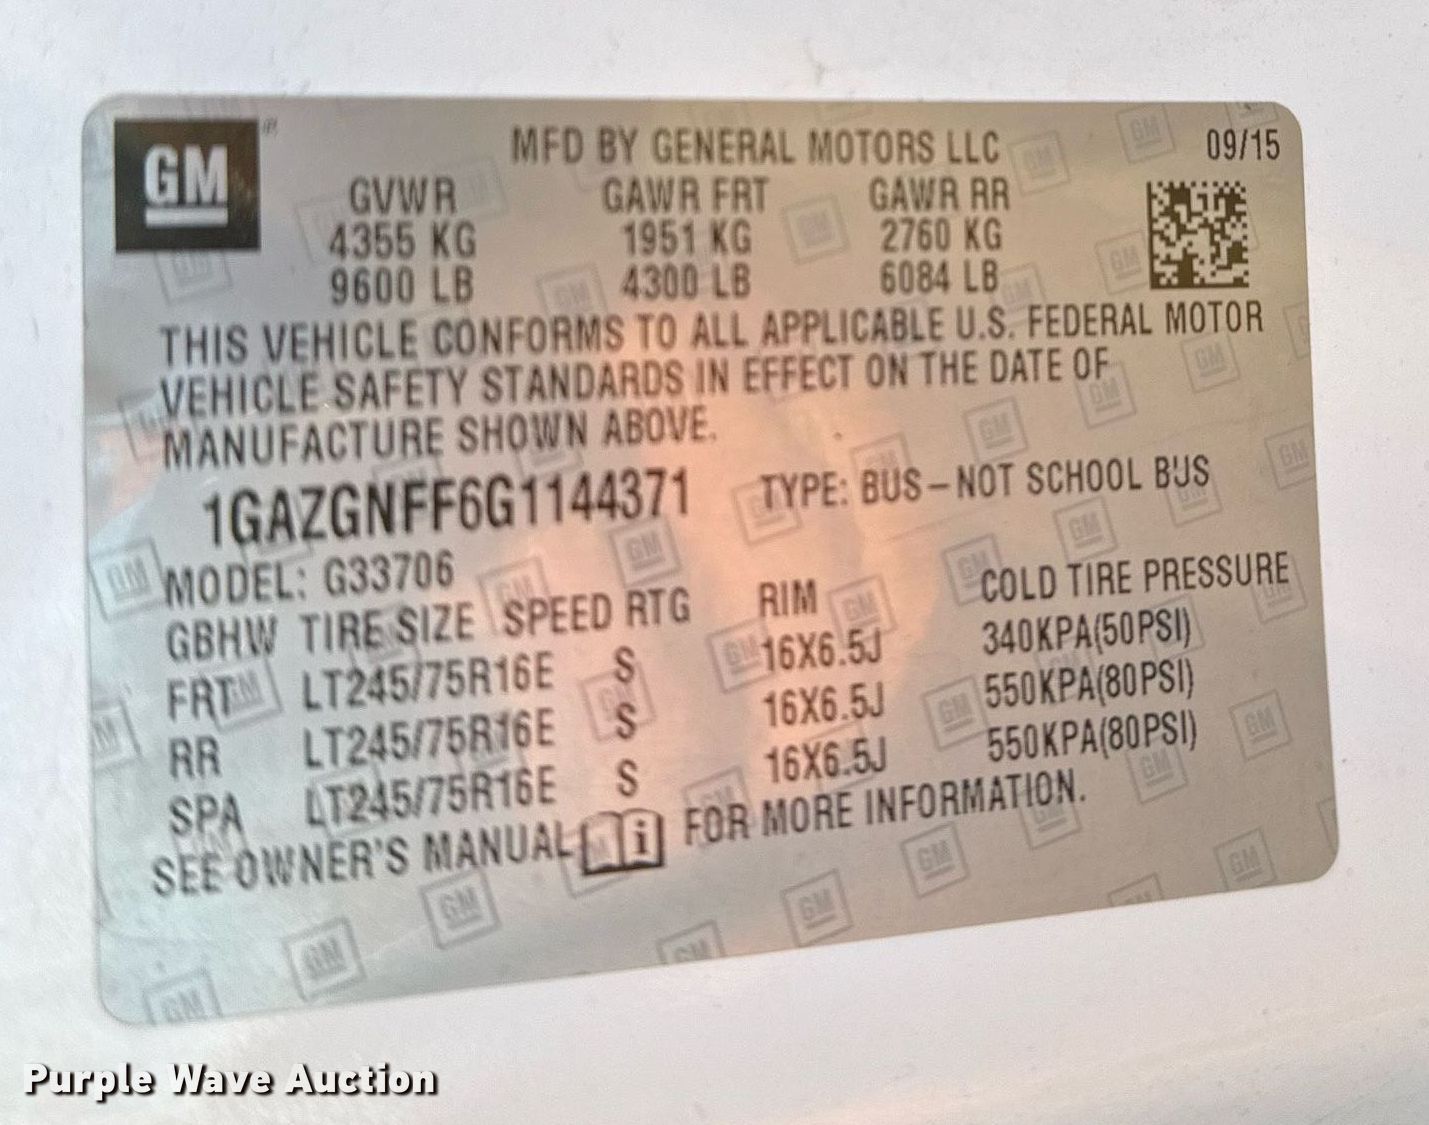 GM
MFD BY GENERAL MOTORS LLC 09/15
GVWR GAWR FRT GAWR RR
4355 KG 1951 KG 2760 KG
9600 LB 4300 LB 6084 LB
THIS VEHICLE CONFORMS TO ALL APPLICABLE U.S. FEDERAL MOTOR
VEHICLE SAFETY STANDARDS IN EFFECT ON THE DATE OF
MANUFACTURE SHOWN ABOVE.
1GAZGNFF6G1144371 TYPE: BUS-NOT SCHOOL BUS
MODEL: G33706
GBHW TIRE SIZE SPEED RTG RIM COLD TIRE PRESSURE
FRT LT245/75R16E S 16X6.5J 340KPA(50PSI)
RR LT245/75R16E S 16X6.5J 550KPA(80PSI)
SPA LT245/75R16E S 16X6.5J 550KPA(80PSI)
SEE OWNER'S MANUAL i FOR MORE INFORMATION.
Purple Wave Auction